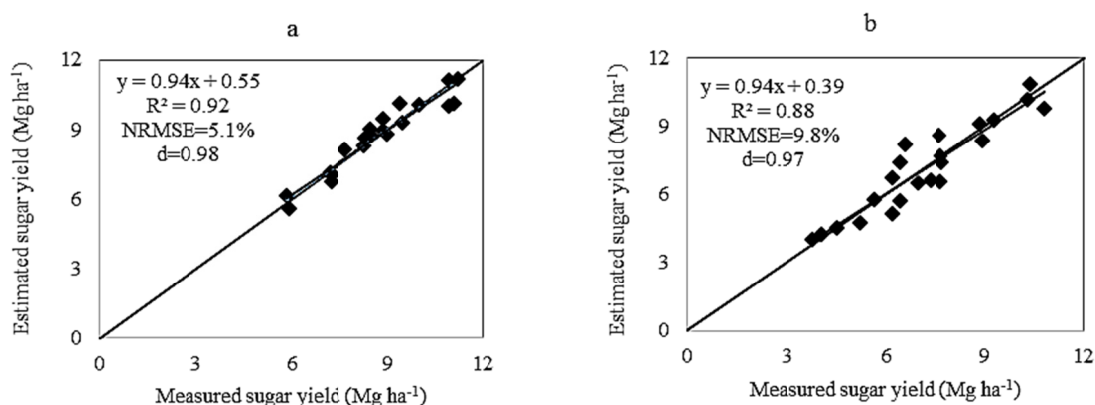 a
Estimated sugar yield (Mg ha⁻¹)
12
9
6
3
0
y = 0.94x + 0.55
R² = 0.92
NRMSE=5.1%
d=0.98
0 3 6 9 12
Measured sugar yield (Mg ha⁻¹)
b
Estimated sugar yield (Mg ha⁻¹)
12
9
6
3
0
y = 0.94x + 0.39
R² = 0.88
NRMSE=9.8%
d=0.97
0 3 6 9 12
Measured sugar yield (Mg ha⁻¹)